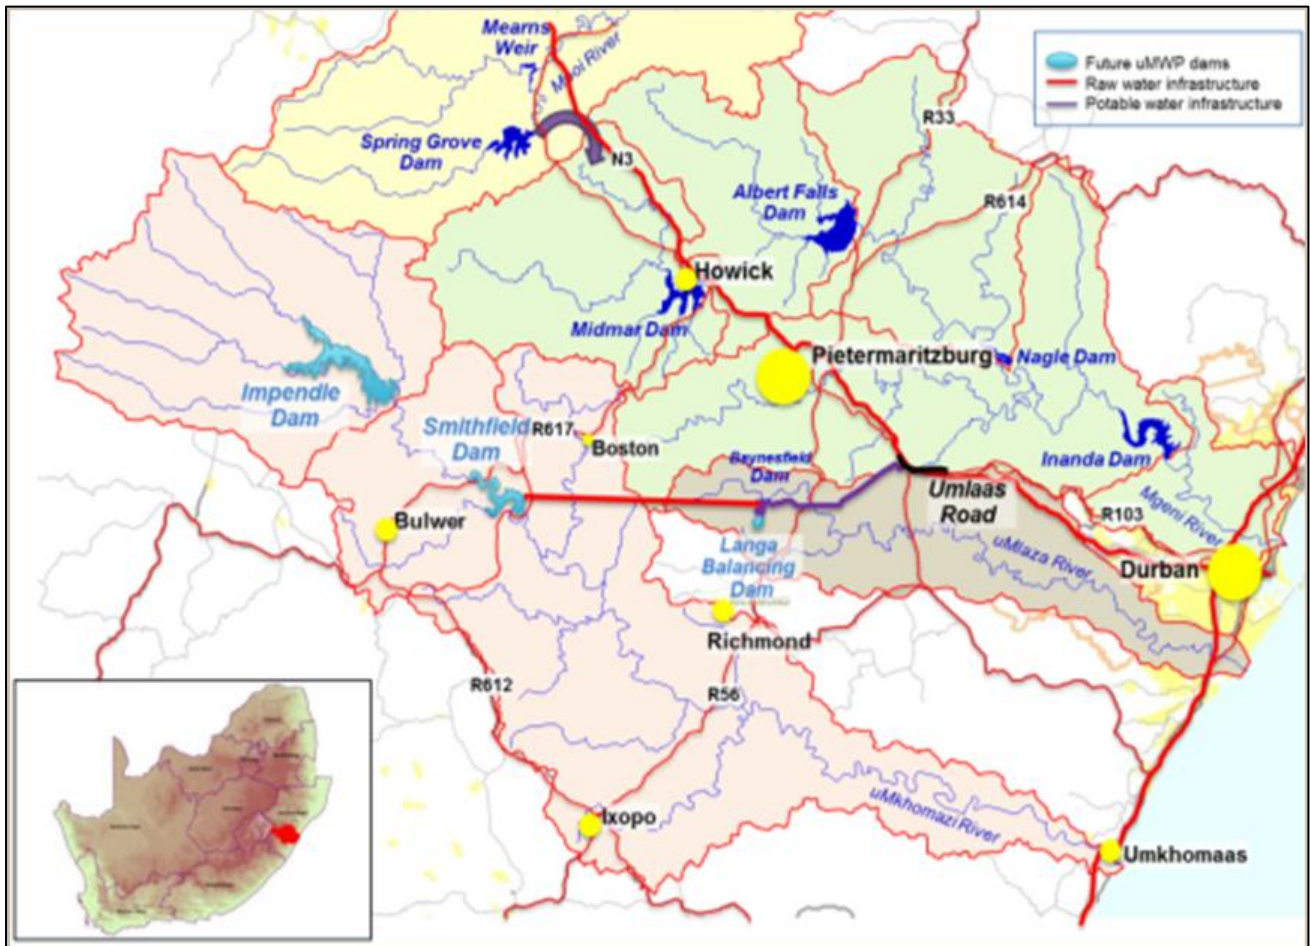 Mearns
Weir
Mooi River
Future uMWP dams
Raw water infrastructure
Potable water infrastructure
Spring Grove
Dam
N3
R33
Albert Falls
Dam
R614
Howick
Midmar Dam
Pietermaritzburg
Nagle Dam
Impendle
Dam
Smithfield
Dam
R617
Boston
Baynesfield
Dam
Inanda Dam
Umlaas
Road
Mgeni River
R103
Bulwer
Langa
Balancing
Dam
uMlaza River
Durban
Richmond
R612
R56
Ixopo
uMkhomazi River
Umkhomaas